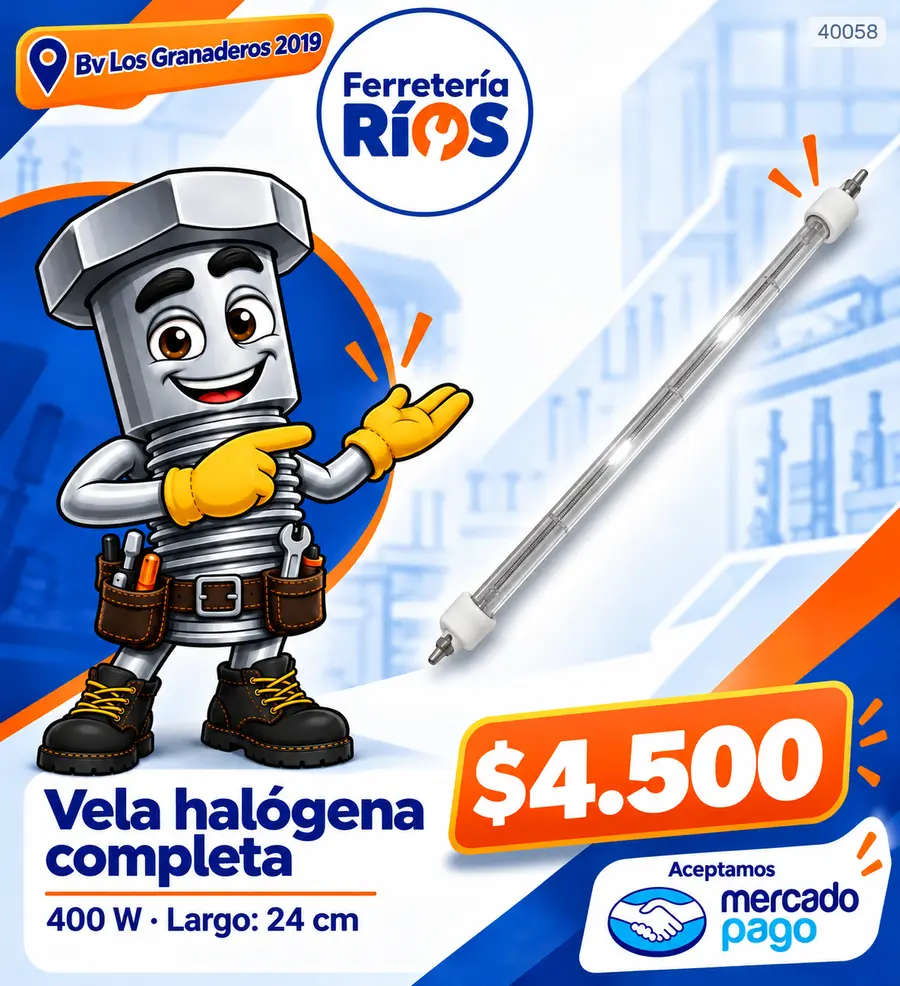 Bv Los Granaderos 2019
Ferretería
RÍOS
40058
Vela halógena
completa
400 W · Largo: 24 cm
$4.500
Aceptamos
mercado
pago